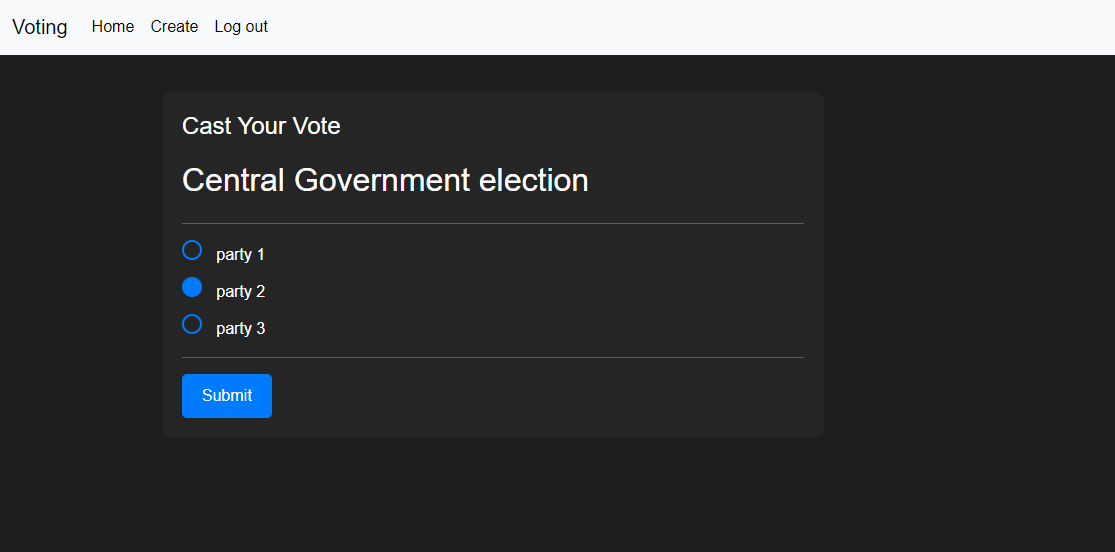 Voting Home Create Log out
Cast Your Vote
Central Government election
party 1
party 2
party 3
Submit